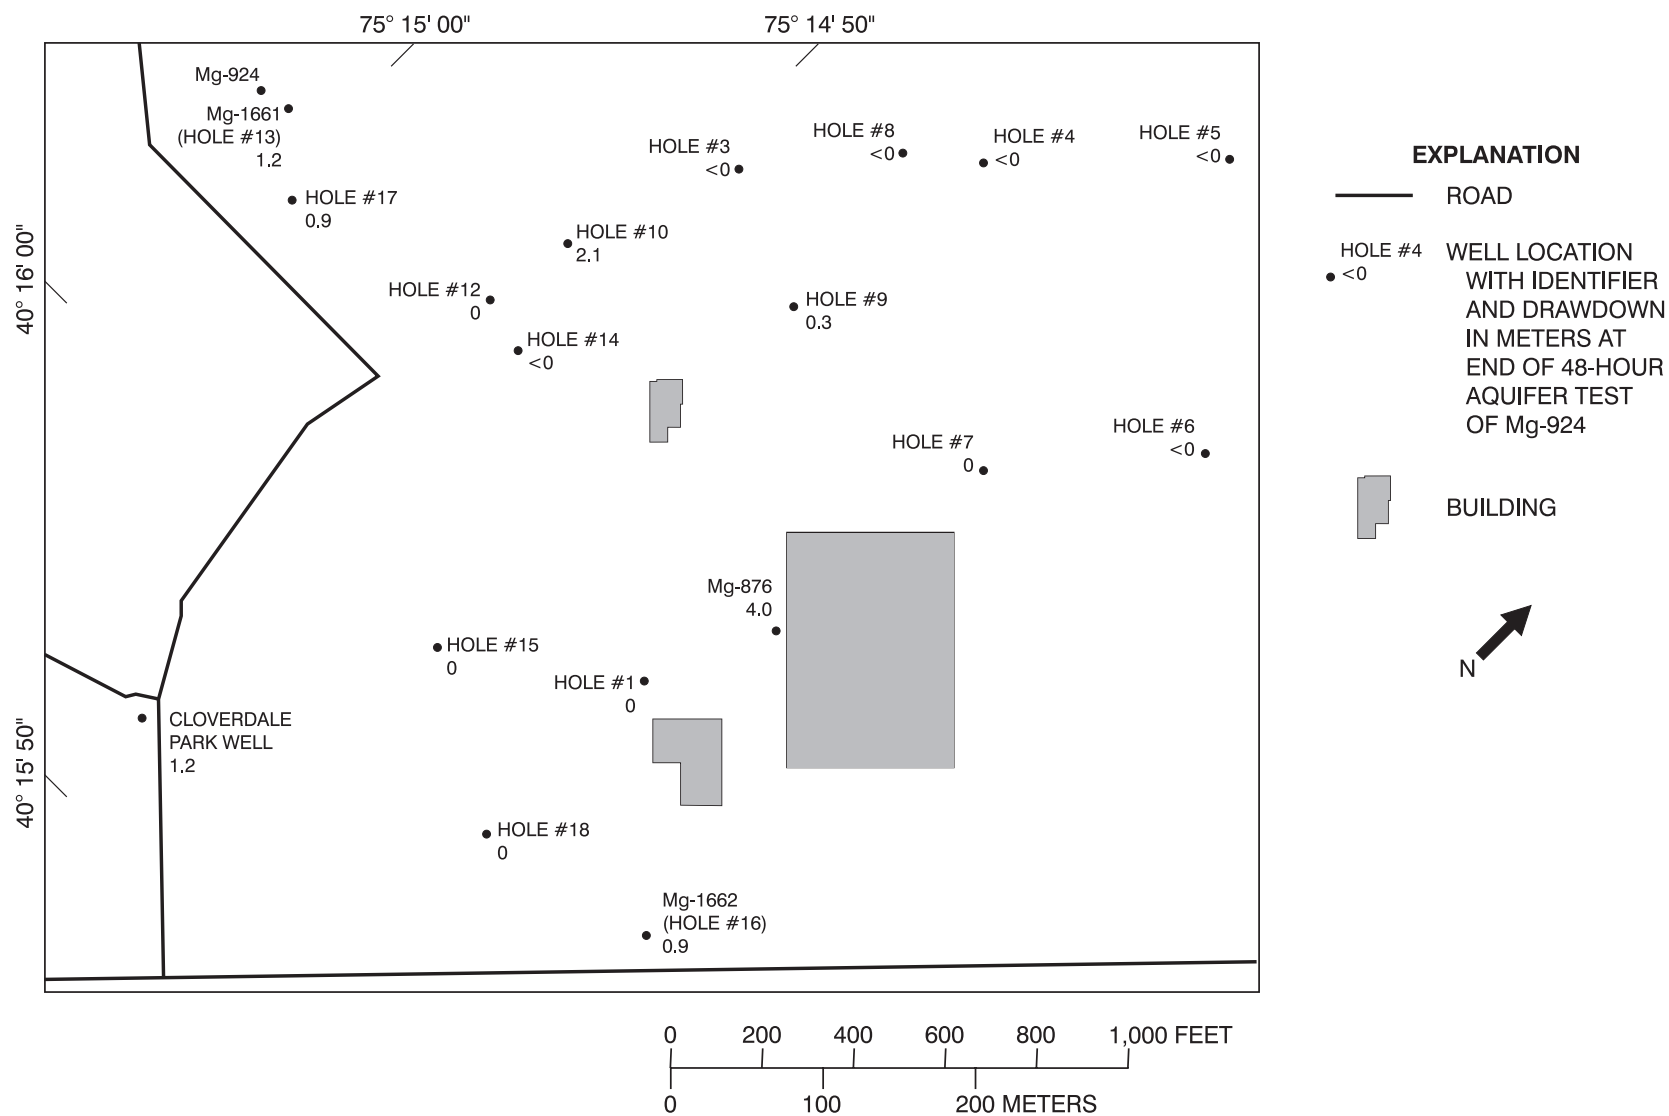 75° 15' 00"
75° 14' 50"
40° 16' 00"
40° 15' 50"
Mg-924
Mg-1661
(HOLE #13)
1.2
HOLE #17
0.9
HOLE #3
<0
HOLE #8
<0
HOLE #4
<0
HOLE #5
<0
HOLE #10
2.1
HOLE #12
0
HOLE #9
0.3
HOLE #14
<0
HOLE #7
0
HOLE #6
<0
Mg-876
4.0
HOLE #15
0
HOLE #1
0
CLOVERDALE
PARK WELL
1.2
HOLE #18
0
Mg-1662
(HOLE #16)
0.9
EXPLANATION
ROAD
HOLE #4
<0
WELL LOCATION
WITH IDENTIFIER
AND DRAWDOWN
IN METERS AT
END OF 48-HOUR
AQUIFER TEST
OF Mg-924
BUILDING
N
0 200 400 600 800 1,000 FEET
0 100 200 METERS